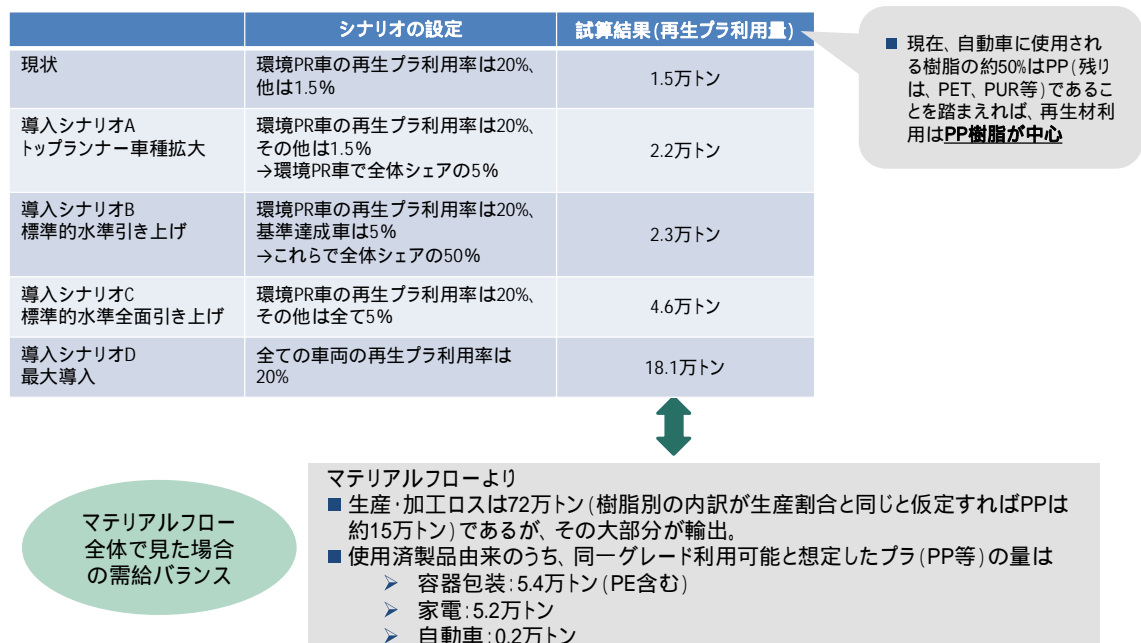 シナリオの設定
試算結果(再生プラ利用量)
現状
環境PR車の再生プラ利用率は20%、
他は1.5%
1.5万トン
導入シナリオA
トップランナー車種拡大
環境PR車の再生プラ利用率は20%、
その他は1.5%
→環境PR車で全体シェアの5%
2.2万トン
導入シナリオB
標準的水準引き上げ
環境PR車の再生プラ利用率は20%、
基準達成車は5%
→これらで全体シェアの50%
2.3万トン
導入シナリオC
標準的水準全面引き上げ
環境PR車の再生プラ利用率は20%、
その他は全て5%
4.6万トン
導入シナリオD
最大導入
全ての車両の再生プラ利用率は
20%
18.1万トン
■ 現在、自動車に使用され
る樹脂の約50%はPP(残り
は、PET、PUR等)であるこ
とを踏まえれば、再生材利
用はPP樹脂が中心
マテリアルフロー
全体で見た場合
の需給バランス
マテリアルフローより
■ 生産・加工ロスは72万トン(樹脂別の内訳が生産割合と同じと仮定すればPPは
約15万トン)であるが、その大部分が輸出。
■ 使用済製品由来のうち、同一グレード利用可能と想定したプラ(PP等)の量は
➢ 容器包装:5.4万トン(PE含む)
➢ 家電:5.2万トン
➢ 自動車:0.2万トン